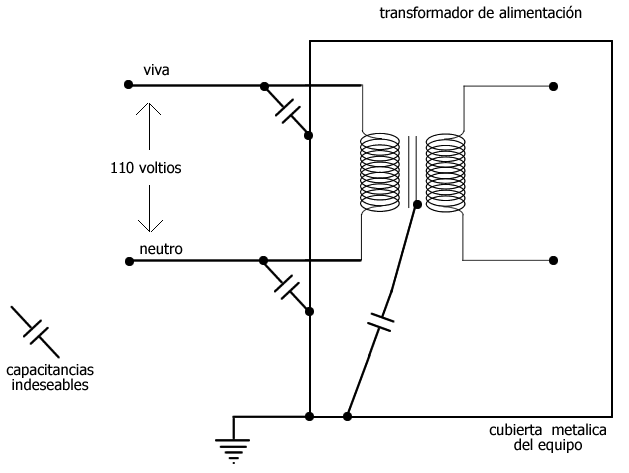 transformador de alimentación
viva
110 voltios
neutro
capacitancias
indeseables
cubierta metalica
del equipo